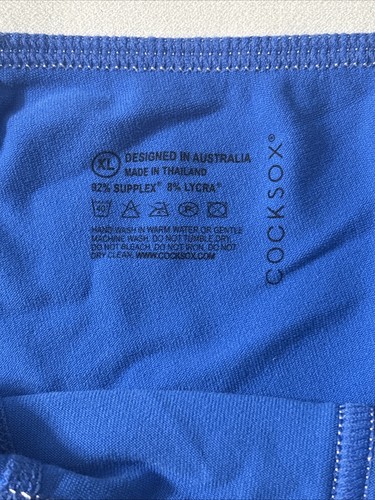 XL DESIGNED IN AUSTRALIA
MADE IN THAILAND
92% SUPPLEX® 8% LYCRA®
40
HAND WASH IN WARM WATER OR GENTLE
MACHINE WASH. DO NOT TUMBLE DRY.
DO NOT BLEACH. DO NOT IRON. DO NOT
DRY CLEAN. WWW.COCKSOX.COM
COCKSOX®